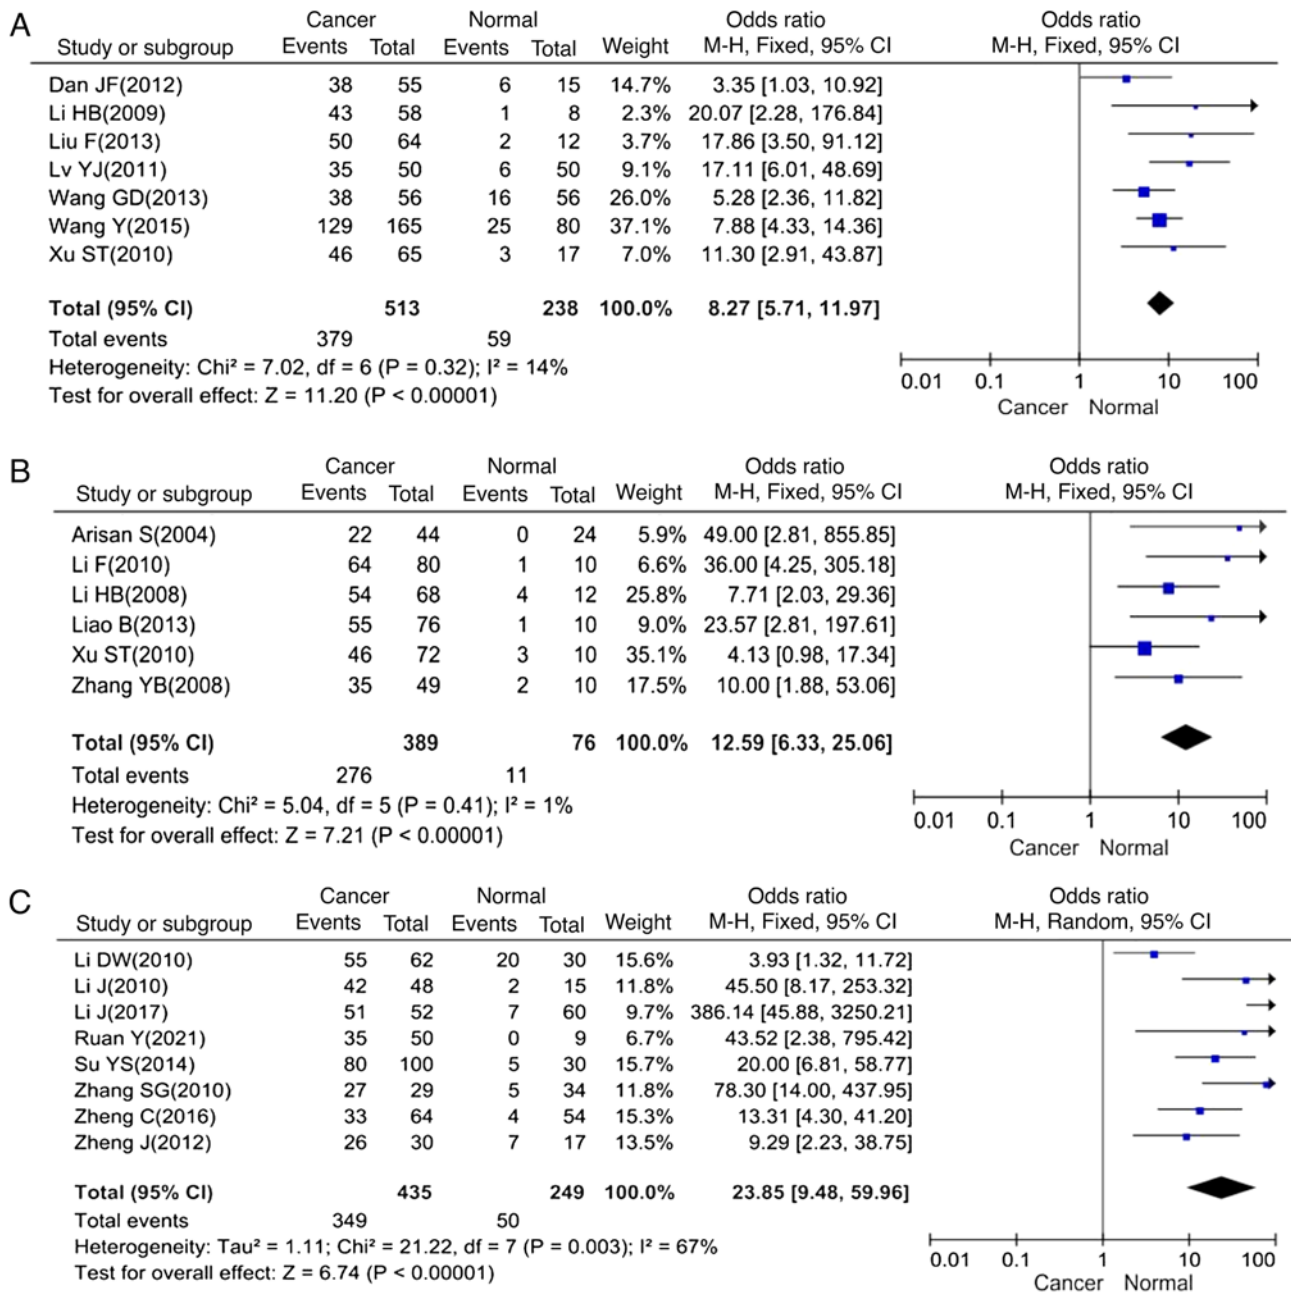 A
Cancer Normal Odds ratio Odds ratio
Study or subgroup Events Total Events Total Weight M-H, Fixed, 95% CI M-H, Fixed, 95% CI
Dan JF(2012) 38 55 6 15 14.7% 3.35 [1.03, 10.92]
Li HB(2009) 43 58 1 8 2.3% 20.07 [2.28, 176.84]
Liu F(2013) 50 64 2 12 3.7% 17.86 [3.50, 91.12]
Lv YJ(2011) 35 50 6 50 9.1% 17.11 [6.01, 48.69]
Wang GD(2013) 38 56 16 56 26.0% 5.28 [2.36, 11.82]
Wang Y(2015) 129 165 25 80 37.1% 7.88 [4.33, 14.36]
Xu ST(2010) 46 65 3 17 7.0% 11.30 [2.91, 43.87]
Total (95% CI) 513 238 100.0% 8.27 [5.71, 11.97]
Total events 379 59
Heterogeneity: Chi² = 7.02, df = 6 (P = 0.32); I² = 14%
Test for overall effect: Z = 11.20 (P < 0.00001)
0.01 0.1 1 10 100
Cancer Normal
B
Cancer Normal Odds ratio Odds ratio
Study or subgroup Events Total Events Total Weight M-H, Fixed, 95% CI M-H, Fixed, 95% CI
Arisan S(2004) 22 44 0 24 5.9% 49.00 [2.81, 855.85]
Li F(2010) 64 80 1 10 6.6% 36.00 [4.25, 305.18]
Li HB(2008) 54 68 4 12 25.8% 7.71 [2.03, 29.36]
Liao B(2013) 55 76 1 10 9.0% 23.57 [2.81, 197.61]
Xu ST(2010) 46 72 3 10 35.1% 4.13 [0.98, 17.34]
Zhang YB(2008) 35 49 2 10 17.5% 10.00 [1.88, 53.06]
Total (95% CI) 389 76 100.0% 12.59 [6.33, 25.06]
Total events 276 11
Heterogeneity: Chi² = 5.04, df = 5 (P = 0.41); I² = 1%
Test for overall effect: Z = 7.21 (P < 0.00001)
0.01 0.1 1 10 100
Cancer Normal
C
Cancer Normal Odds ratio Odds ratio
Study or subgroup Events Total Events Total Weight M-H, Fixed, 95% CI M-H, Random, 95% CI
Li DW(2010) 55 62 20 30 15.6% 3.93 [1.32, 11.72]
Li J(2010) 42 48 2 15 11.8% 45.50 [8.17, 253.32]
Li J(2017) 51 52 7 60 9.7% 386.14 [45.88, 3250.21]
Ruan Y(2021) 35 50 0 9 6.7% 43.52 [2.38, 795.42]
Su YS(2014) 80 100 5 30 15.7% 20.00 [6.81, 58.77]
Zhang SG(2010) 27 29 5 34 11.8% 78.30 [14.00, 437.95]
Zheng C(2016) 33 64 4 54 15.3% 13.31 [4.30, 41.20]
Zheng J(2012) 26 30 7 17 13.5% 9.29 [2.23, 38.75]
Total (95% CI) 435 249 100.0% 23.85 [9.48, 59.96]
Total events 349 50
Heterogeneity: Tau² = 1.11; Chi² = 21.22, df = 7 (P = 0.003); I² = 67%
Test for overall effect: Z = 6.74 (P < 0.00001)
0.01 0.1 1 10 100
Cancer Normal